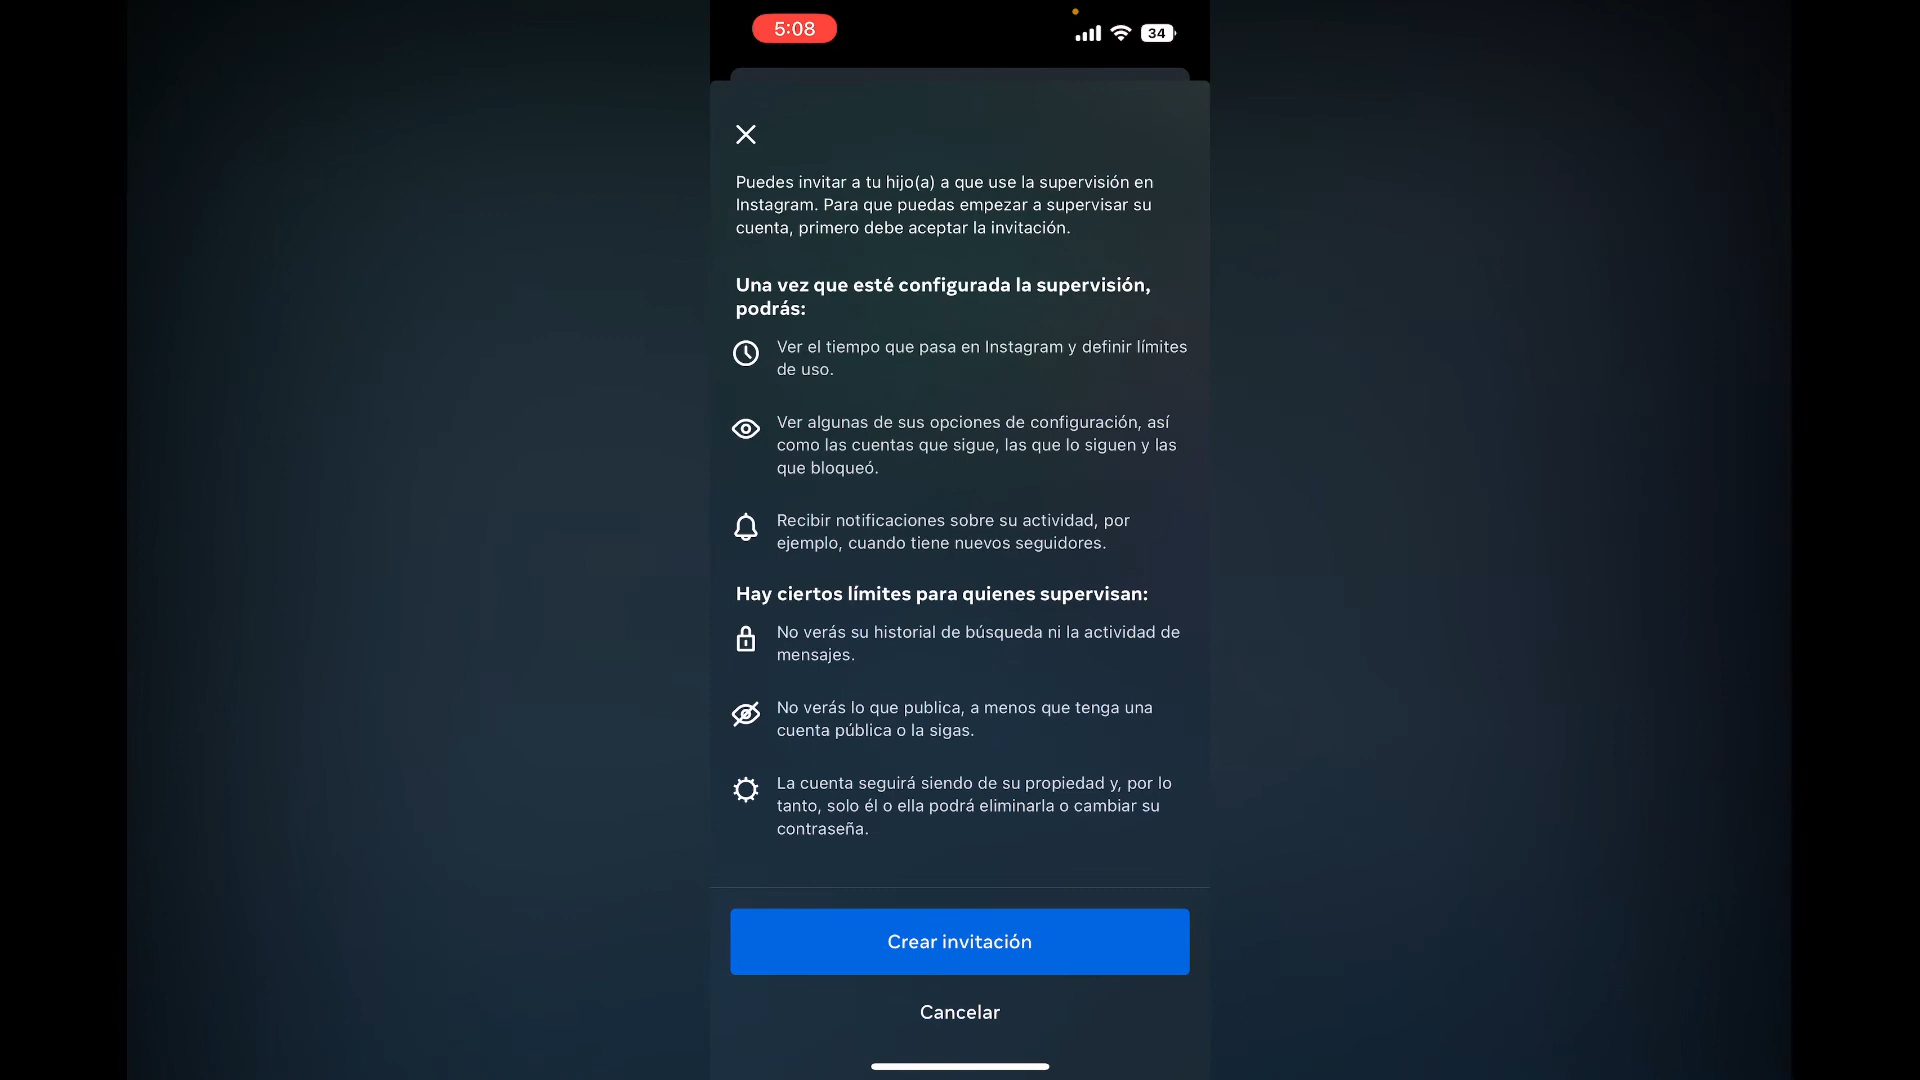 5:08
34
Puedes invitar a tu hijo(a) a que use la supervisión en
Instagram. Para que puedas empezar a supervisar su
cuenta, primero debe aceptar la invitación.
Una vez que esté configurada la supervisión,
podrás:
Ver el tiempo que pasa en Instagram y definir límites
de uso.
Ver algunas de sus opciones de configuración, así
como las cuentas que sigue, las que lo siguen y las
que bloqueó.
Recibir notificaciones sobre su actividad, por
ejemplo, cuando tiene nuevos seguidores.
Hay ciertos límites para quienes supervisan:
No verás su historial de búsqueda ni la actividad de
mensajes.
No verás lo que publica, a menos que tenga una
cuenta pública o la sigas.
La cuenta seguirá siendo de su propiedad y, por lo
tanto, solo él o ella podrá eliminarla o cambiar su
contraseña.
Crear invitación
Cancelar